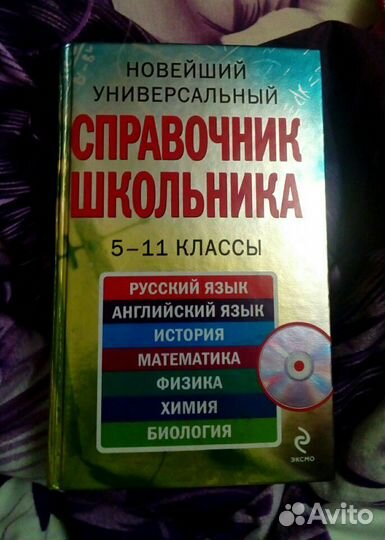 НОВЕЙШИЙ
УНИВЕРСАЛЬНЫЙ
СПРАВОЧНИК
ШКОЛЬНИКА
5–11 КЛАССЫ
РУССКИЙ ЯЗЫК
АНГЛИЙСКИЙ ЯЗЫК
ИСТОРИЯ
МАТЕМАТИКА
ФИЗИКА
ХИМИЯ
БИОЛОГИЯ
ЭКСМО
Avito